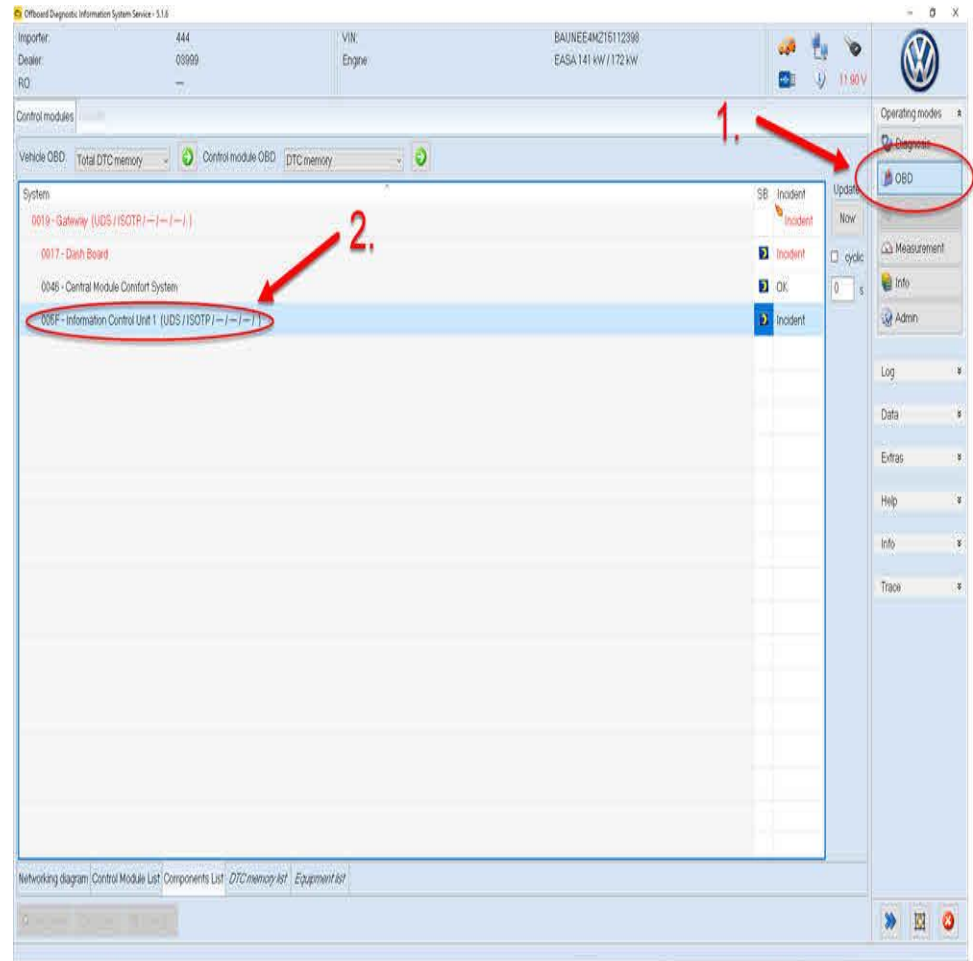 Offboard Diagnostic Information System Service - 5.1.6
Importer: 444 VIN: BAUNEE4MZ15112398
Dealer: 03999 Engine: EASA 141 kW / 172 kW
RO: —
11.90 V
Control modules
1.
Operating modes
Diagnosis
Vehicle OBD: Total DTC memory Control module OBD DTC memory
OBD
System SB Incident Update
0019 - Gateway (UDS / ISOTP / — / — / — / ) Incident Now
2.
0017 - Dash Board Incident cyclic
Measurement
0046 - Central Module Comfort System OK 0 s
Info
005F - Information Control Unit 1 (UDS / ISOTP / — / — / — / ) Incident
Admin
Log
Data
Extras
Help
Info
Trace
Networking diagram Control Module List Components List DTC memory list Equipment list